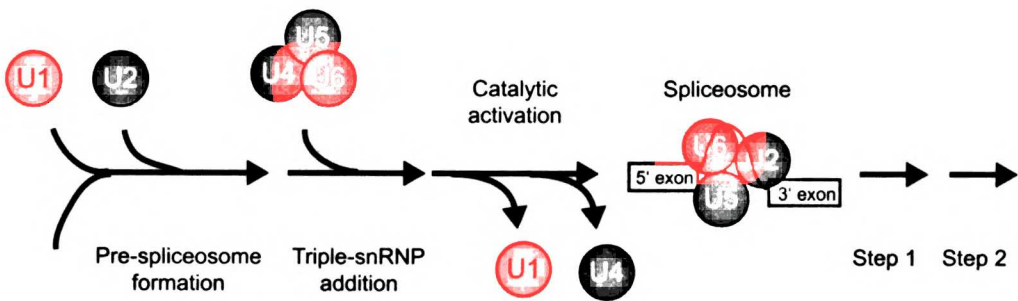 U1
U2
U5
U4
U6
Catalytic
activation
Spliceosome
U6
U2
5' exon
U5
3' exon
Pre-spliceosome
formation
Triple-snRNP
addition
U1
U4
Step 1
Step 2